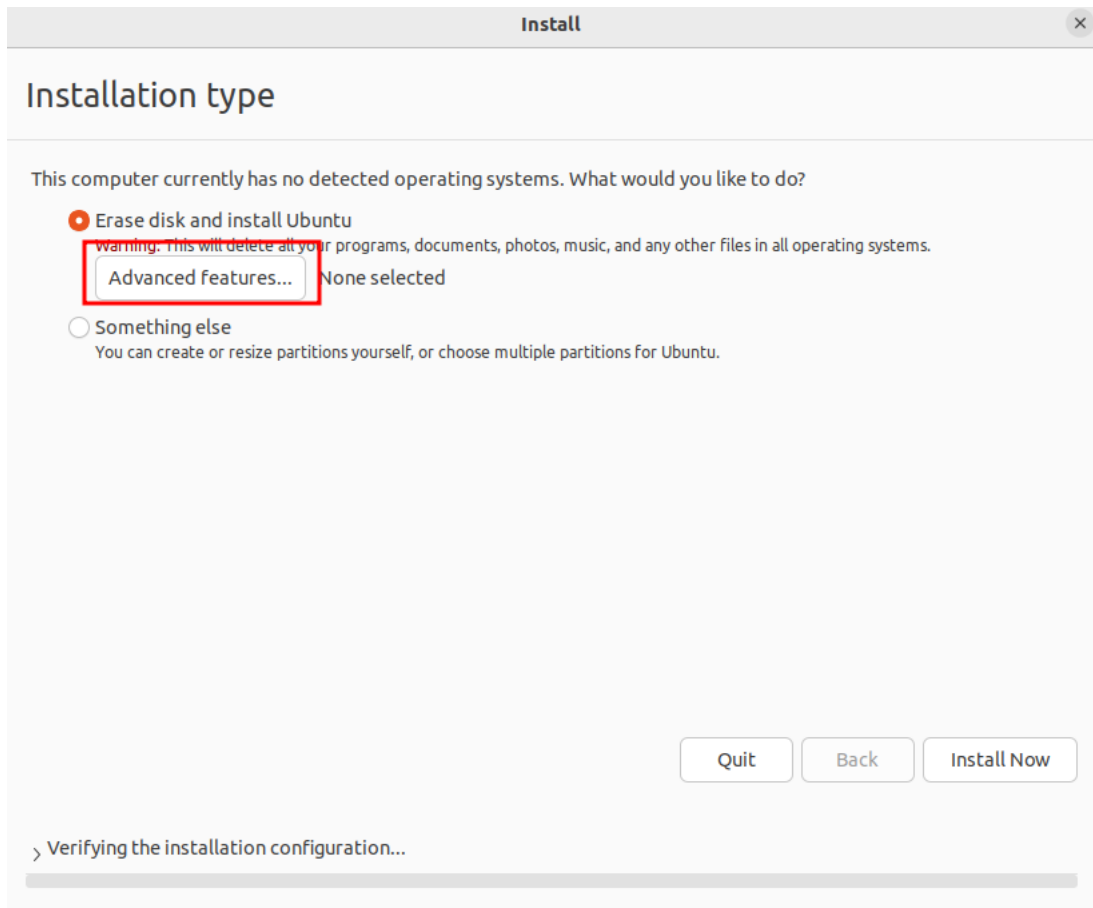 Install
Installation type
This computer currently has no detected operating systems. What would you like to do?
Erase disk and install Ubuntu
Warning: This will delete all your programs, documents, photos, music, and any other files in all operating systems.
Advanced features... None selected
Something else
You can create or resize partitions yourself, or choose multiple partitions for Ubuntu.
Quit Back Install Now
Verifying the installation configuration...